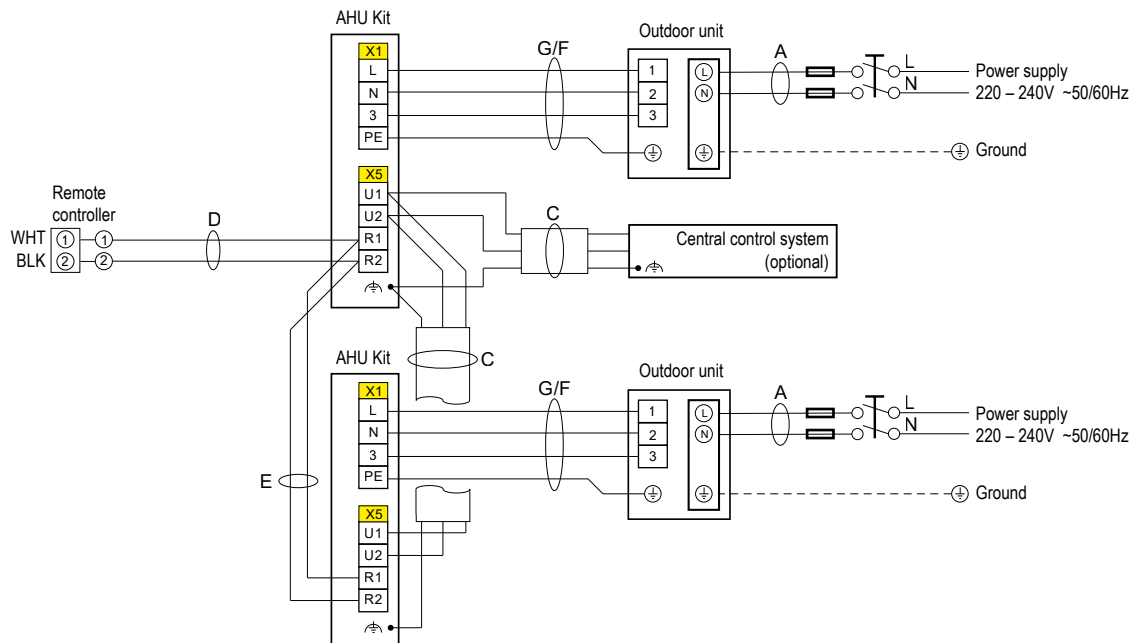 AHU Kit
X1
L
N
3
PE
X5
U1
U2
R1
R2
G/F
Outdoor unit
1
2
3
L
N
A
L
N
Power supply
220 – 240V ~50/60Hz
Ground
Remote
controller
WHT 1 1
BLK 2 2
D
C
Central control system
(optional)
C
AHU Kit
X1
L
N
3
PE
X5
U1
U2
R1
R2
E
G/F
Outdoor unit
1
2
3
L
N
A
L
N
Power supply
220 – 240V ~50/60Hz
Ground